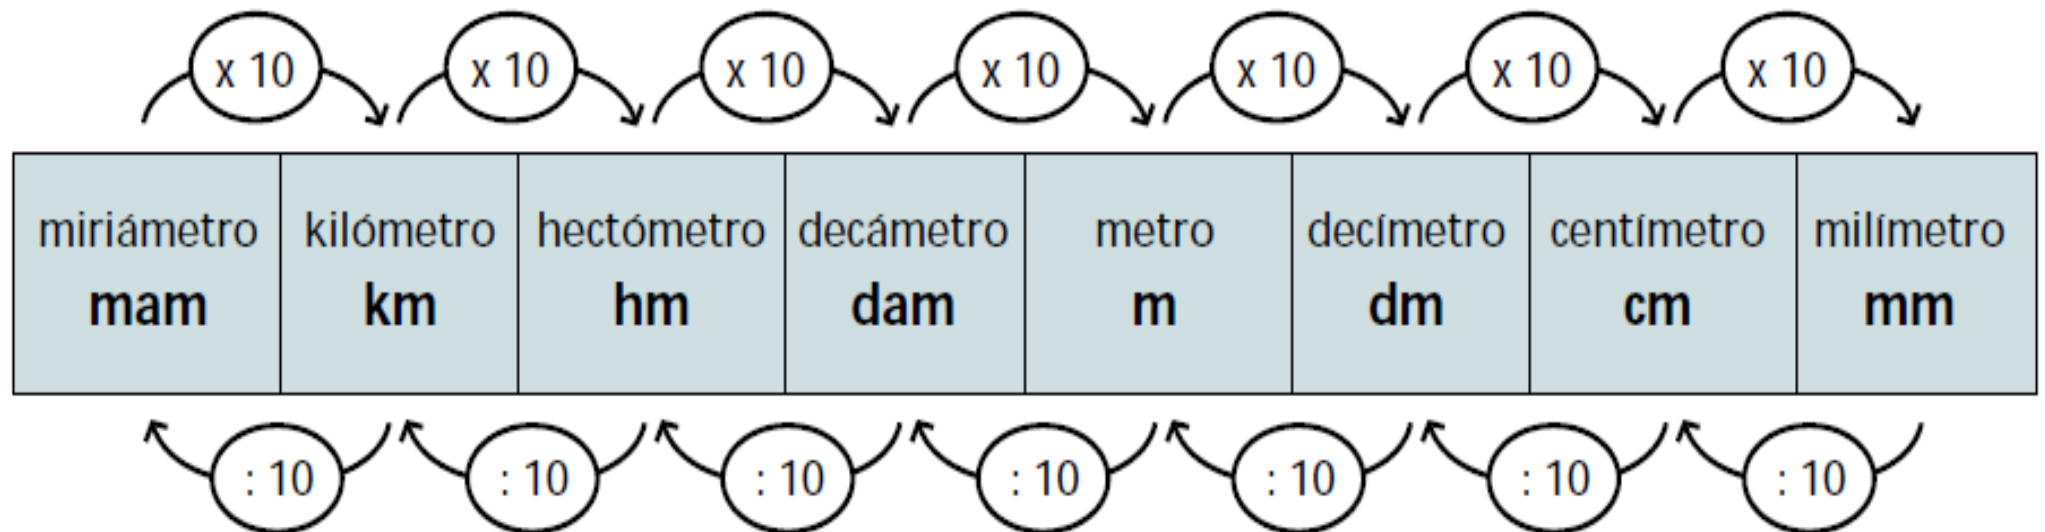 x 10 x 10 x 10 x 10 x 10 x 10 x 10
miriámetro kilómetro hectómetro decámetro metro decímetro centímetro milímetro
mam km hm dam m dm cm mm
: 10 : 10 : 10 : 10 : 10 : 10 : 10